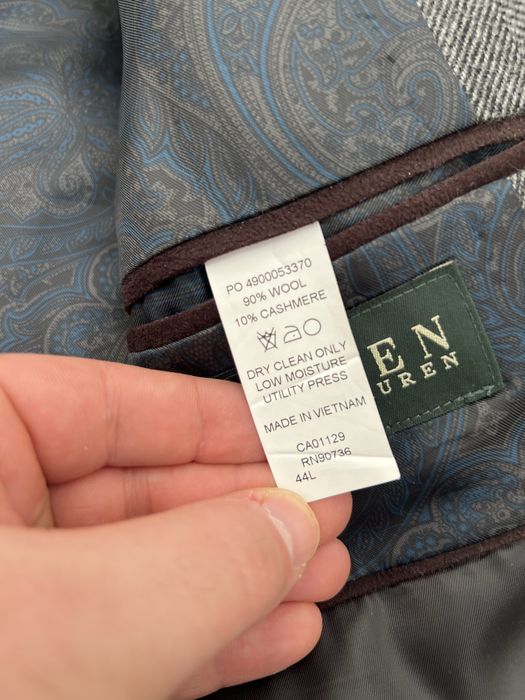 PO 4900053370
90% WOOL
10% CASHMERE
DRY CLEAN ONLY
LOW MOISTURE
UTILITY PRESS
MADE IN VIETNAM
CA01129
RN90736
44L
EN
UREN